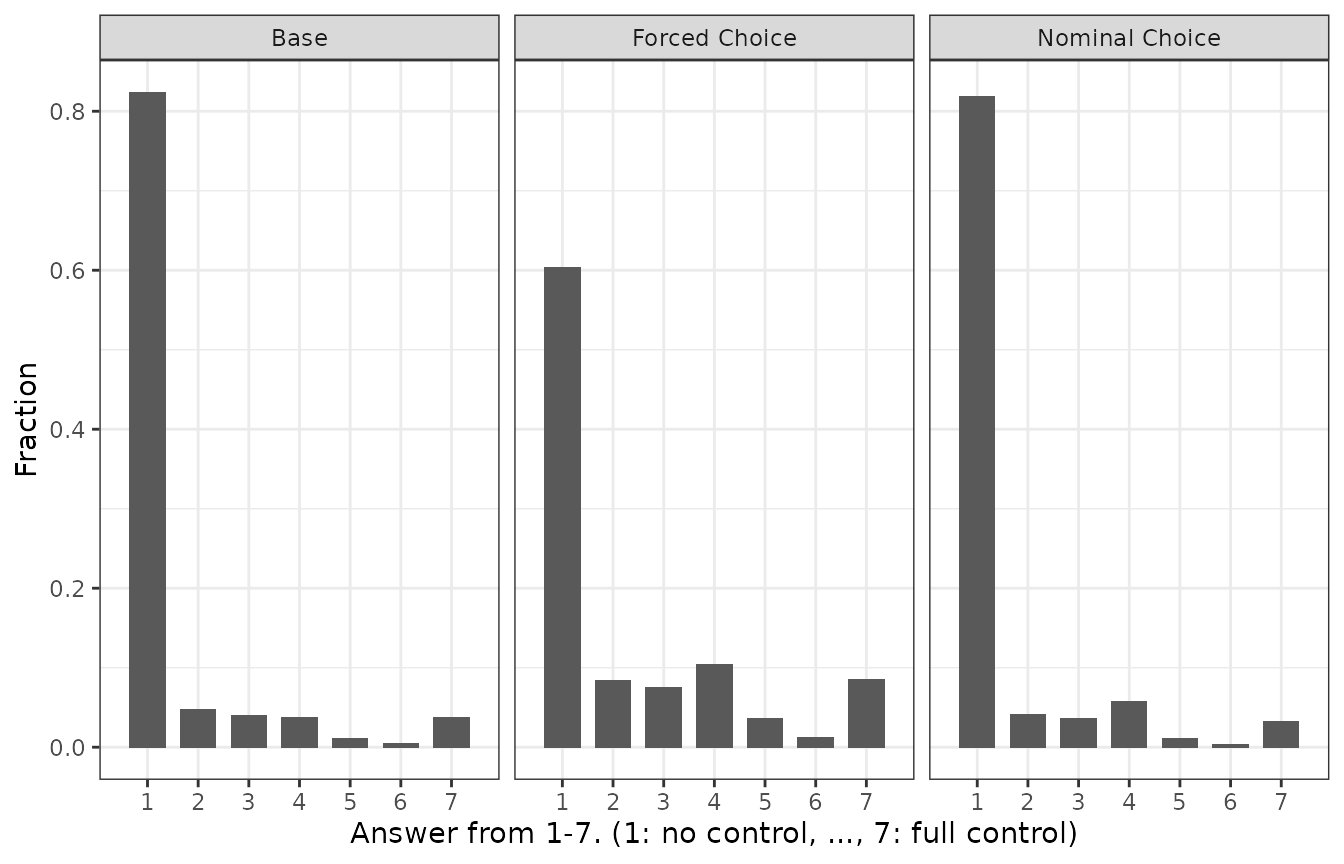 Base Forced Choice Nominal Choice
0.8
0.6
0.4
0.2
0.0
Fraction
1 2 3 4 5 6 7 1 2 3 4 5 6 7 1 2 3 4 5 6 7
Answer from 1-7. (1: no control, ..., 7: full control)